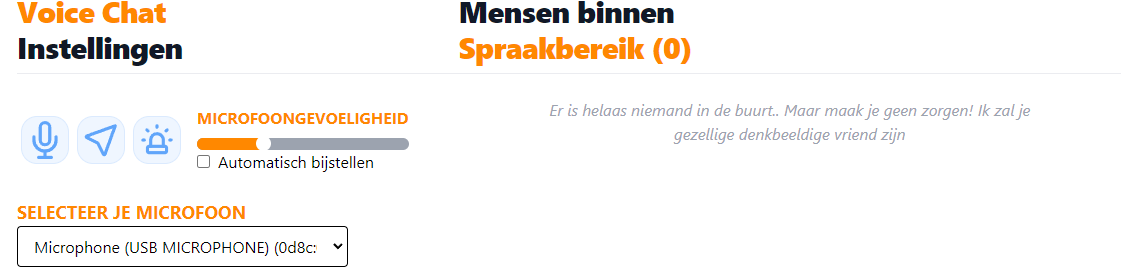 Voice Chat
Instellingen
Mensen binnen
Spraakbereik (0)
MICROFOONGEVOELIGHEID
Automatisch bijstellen
Er is helaas niemand in de buurt.. Maar maak je geen zorgen! Ik zal je
gezellige denkbeeldige vriend zijn
SELECTEER JE MICROFOON
Microphone (USB MICROPHONE) (0d8c: